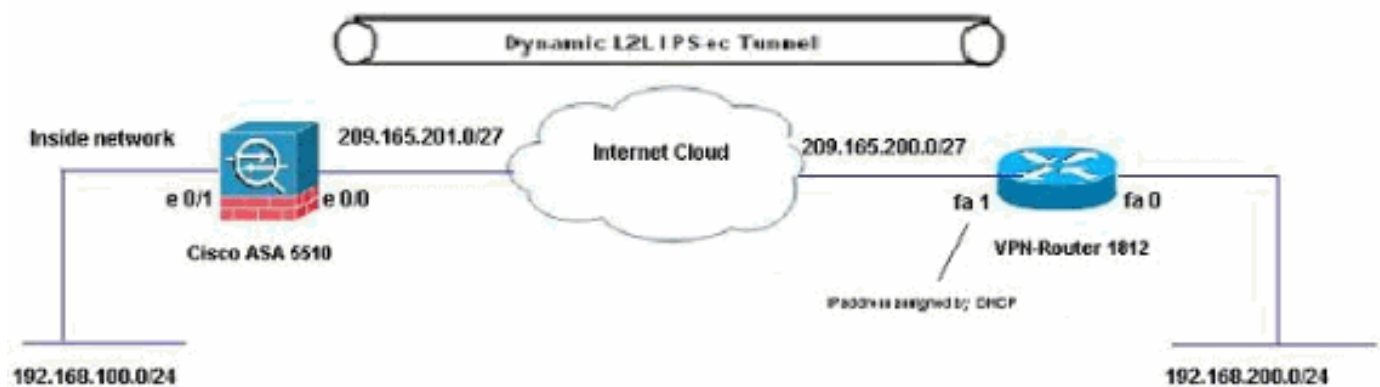 Dynamic L2L IPSec Tunnel
Inside network
209.165.201.0/27
Internet Cloud
209.165.200.0/27
e 0/1
e 0/0
fa 1
fa 0
Cisco ASA 5510
VPN-Router 1812
IP address assigned by DHCP
192.168.100.0/24
192.168.200.0/24